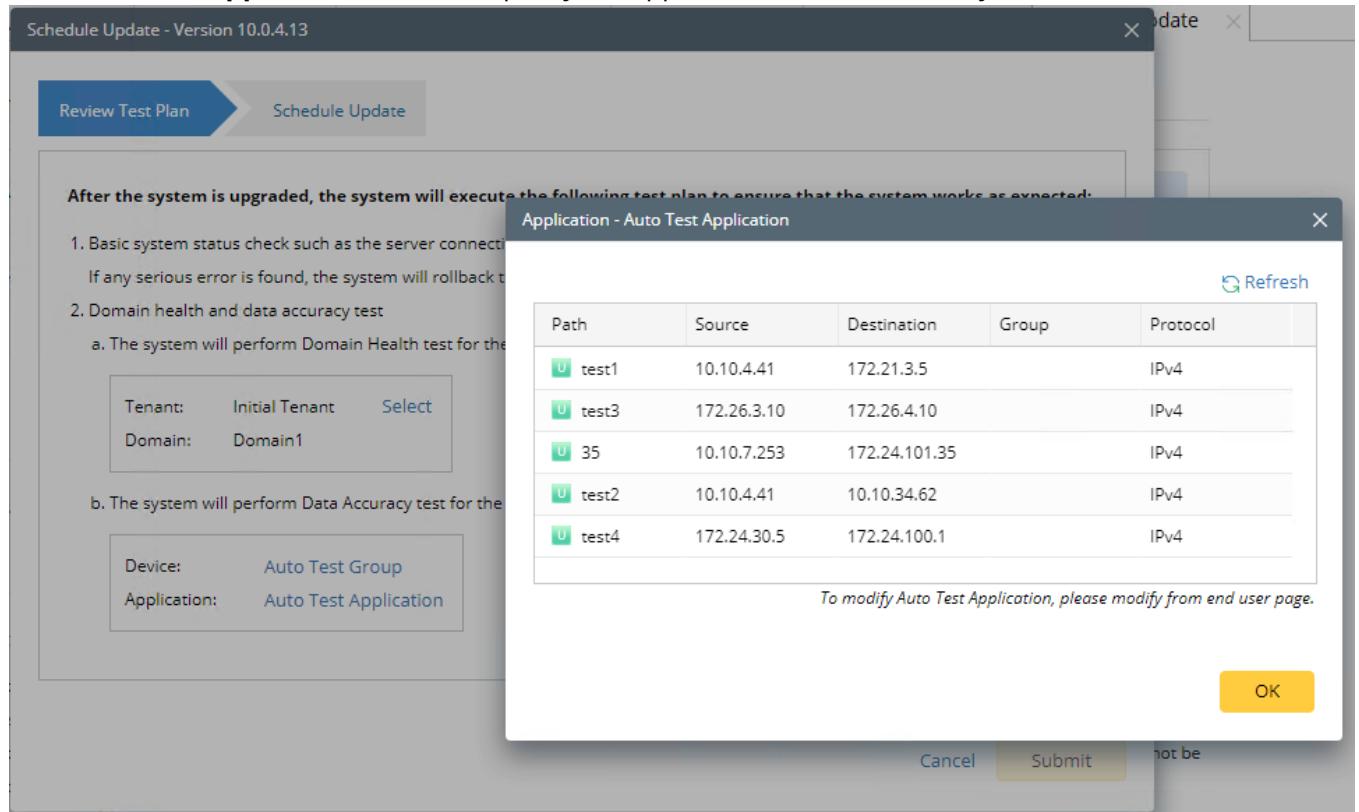 Schedule Update - Version 10.0.4.13
date
Review Test Plan
Schedule Update
After the system is upgraded, the system will execute the following test plan to ensure that the system works as expected:
1. Basic system status check such as the server connecti
If any serious error is found, the system will rollback t
2. Domain health and data accuracy test
a. The system will perform Domain Health test for the
Tenant: Initial Tenant Select
Domain: Domain1
b. The system will perform Data Accuracy test for the
Device: Auto Test Group
Application: Auto Test Application
Application - Auto Test Application
Refresh
Path Source Destination Group Protocol
U test1 10.10.4.41 172.21.3.5 IPv4
U test3 172.26.3.10 172.26.4.10 IPv4
U 35 10.10.7.253 172.24.101.35 IPv4
U test2 10.10.4.41 10.10.34.62 IPv4
U test4 172.24.30.5 172.24.100.1 IPv4
To modify Auto Test Application, please modify from end user page.
OK
Cancel Submit
not be